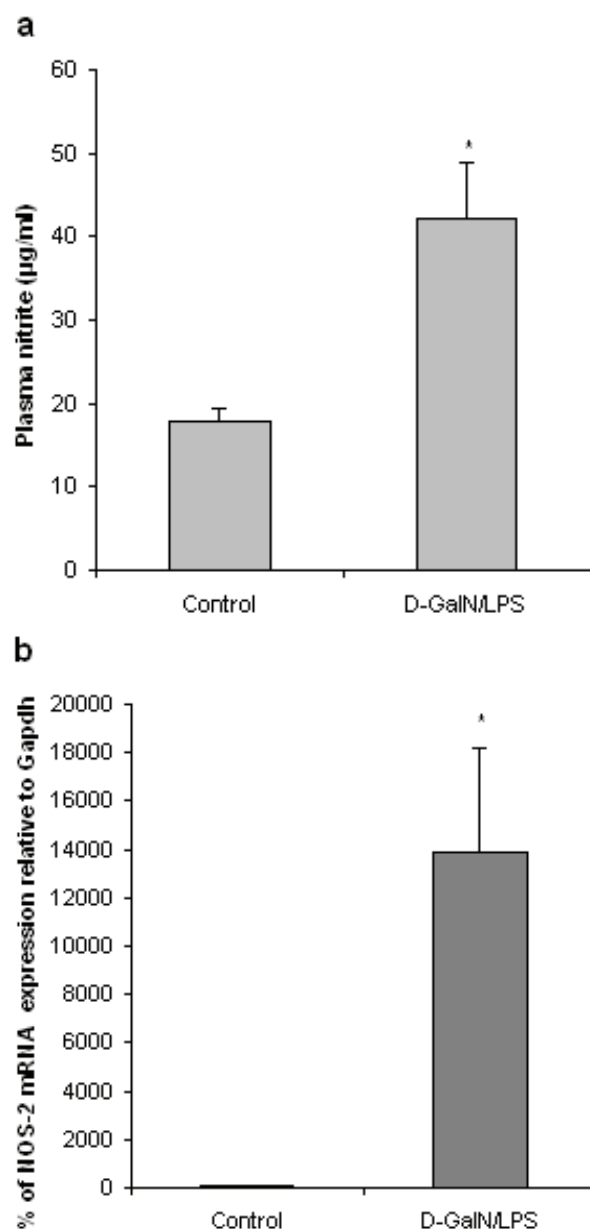 a
Plasma nitrite (µg/ml)
60
50
40
30
20
10
0
*
Control
D-GalN/LPS
b
% of NOS-2 mRNA expression relative to Gapdh
20000
18000
16000
14000
12000
10000
8000
6000
4000
2000
0
*
Control
D-GalN/LPS